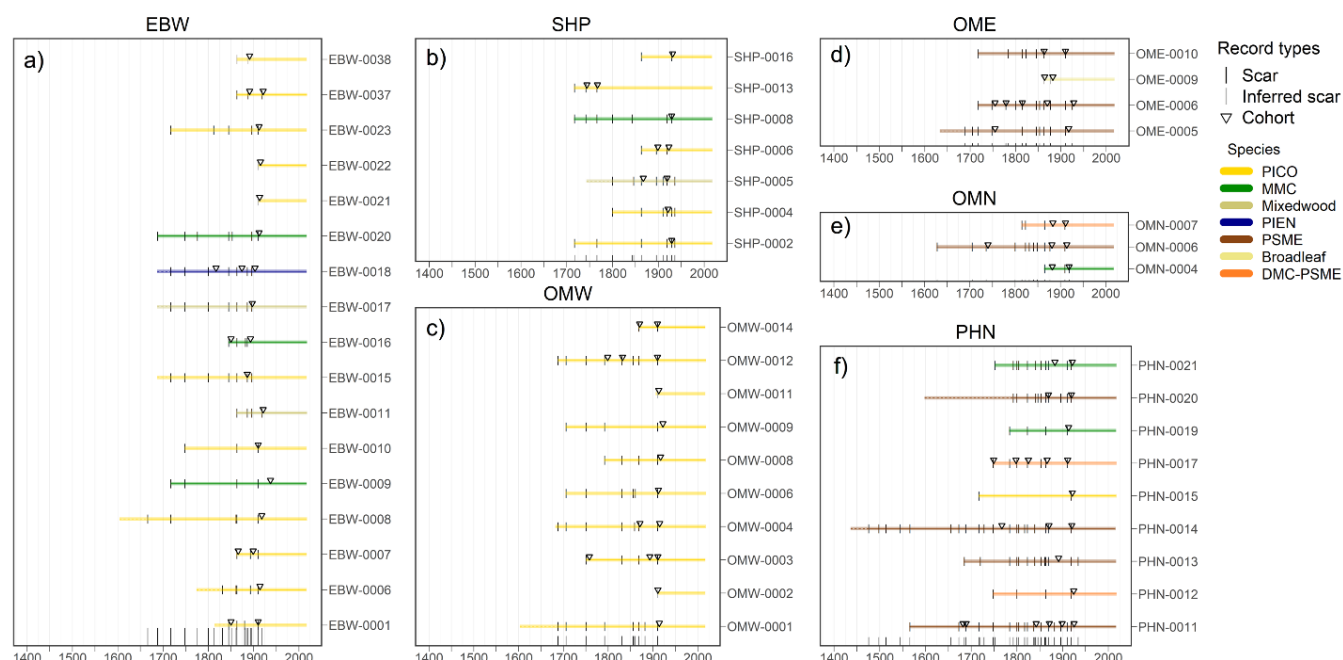 EBW
a)
EBW-0038
EBW-0037
EBW-0023
EBW-0022
EBW-0021
EBW-0020
EBW-0018
EBW-0017
EBW-0016
EBW-0015
EBW-0011
EBW-0010
EBW-0009
EBW-0008
EBW-0007
EBW-0006
EBW-0001
1400 1500 1600 1700 1800 1900 2000
SHP
b)
SHP-0016
SHP-0013
SHP-0008
SHP-0006
SHP-0005
SHP-0004
SHP-0002
1400 1500 1600 1700 1800 1900 2000
OMW
c)
OMW-0014
OMW-0012
OMW-0011
OMW-0009
OMW-0008
OMW-0006
OMW-0004
OMW-0003
OMW-0002
OMW-0001
1400 1500 1600 1700 1800 1900 2000
OME
d)
OME-0010
OME-0009
OME-0006
OME-0005
1400 1500 1600 1700 1800 1900 2000
OMN
e)
OMN-0007
OMN-0006
OMN-0004
1400 1500 1600 1700 1800 1900 2000
PHN
f)
PHN-0021
PHN-0020
PHN-0019
PHN-0017
PHN-0015
PHN-0014
PHN-0013
PHN-0012
PHN-0011
1400 1500 1600 1700 1800 1900 2000
Record types
Scar
Inferred scar
Cohort
Species
PICO
MMC
Mixedwood
PIEN
PSME
Broadleaf
DMC-PSME